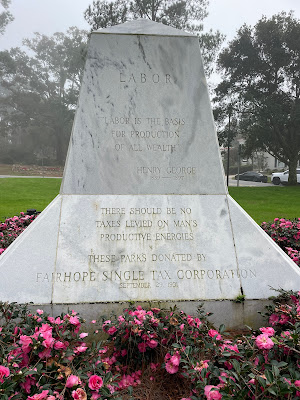 LABOR
"LABOR IS THE BASIS
FOR PRODUCTION
OF ALL WEALTH"
HENRY GEORGE
THERE SHOULD BE NO
TAXES LEVIED ON MAN'S
PRODUCTIVE ENERGIES
THESE PARKS DONATED BY
FAIRHOPE SINGLE TAX CORPORATION